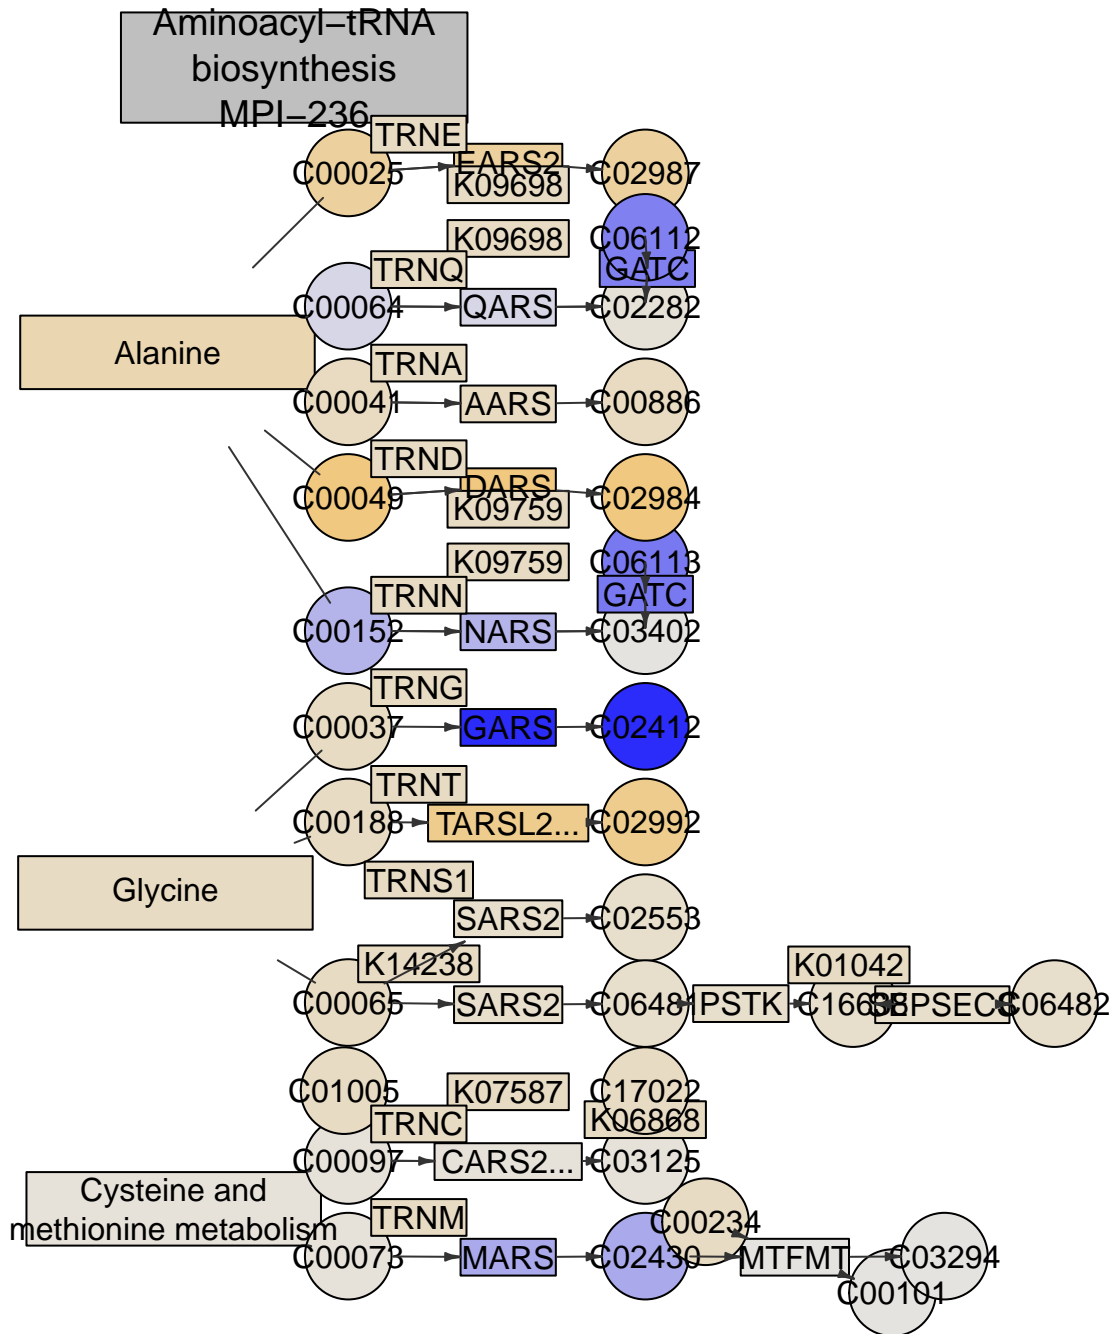 Aminoacyl−tRNA
biosynthesis
MPI−236
TRNE
C00025
EARS2
K09698
C02987
K09698
C06112
TRNQ
GATC
C00064
QARS
C02282
Alanine
TRNA
C00041
AARS
C00886
TRND
C00049
DARS
K09759
C02984
K09759
C06113
TRNN
GATC
C00152
NARS
C03402
TRNG
C00037
GARS
C02412
TRNT
C00188
TARSL2...
C02992
Glycine
TRNS1
SARS2
C02553
K14238
K01042
C00065
SARS2
C06481
PSTK
C16638
SEPSECS
C06482
C01005
K07587
C17022
TRNC
K06868
C00097
CARS2...
C03125
Cysteine and
methionine metabolism
TRNM
C00234
C00073
MARS
C02430
MTFMT
C03294
C00101